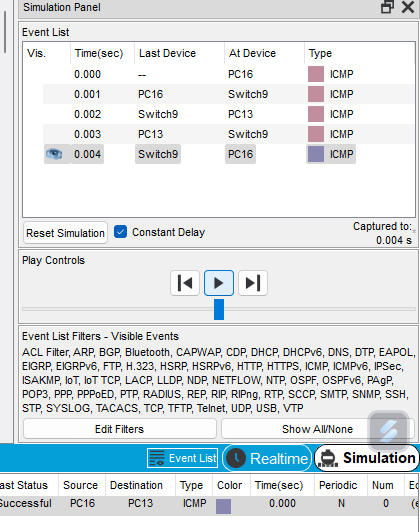 Simulation Panel
Event List
Vis. Time(sec) Last Device At Device Type
0.000 -- PC16 ICMP
0.001 PC16 Switch9 ICMP
0.002 Switch9 PC13 ICMP
0.003 PC13 Switch9 ICMP
0.004 Switch9 PC16 ICMP
Reset Simulation Constant Delay Captured to:
0.004 s
Play Controls
Event List Filters - Visible Events
ACL Filter, ARP, BGP, Bluetooth, CAPWAP, CDP, DHCP, DHCPv6, DNS, DTP, EAPOL,
EIGRP, EIGRPv6, FTP, H.323, HSRP, HSRPv6, HTTP, HTTPS, ICMP, ICMPv6, IPSec,
ISAKMP, IoT, IoT TCP, LACP, LLDP, NDP, NETFLOW, NTP, OSPF, OSPFv6, PAgP,
POP3, PPP, PPPoED, PTP, RADIUS, REP, RIP, RIPng, RTP, SCCP, SMTP, SNMP, SSH,
STP, SYSLOG, TACACS, TCP, TFTP, Telnet, UDP, USB, VTP
Edit Filters Show All/None
Event List Realtime Simulation
ast Status Source Destination Type Color Time(sec) Periodic Num Ed
Successful PC16 PC13 ICMP 0.000 N 0 (e